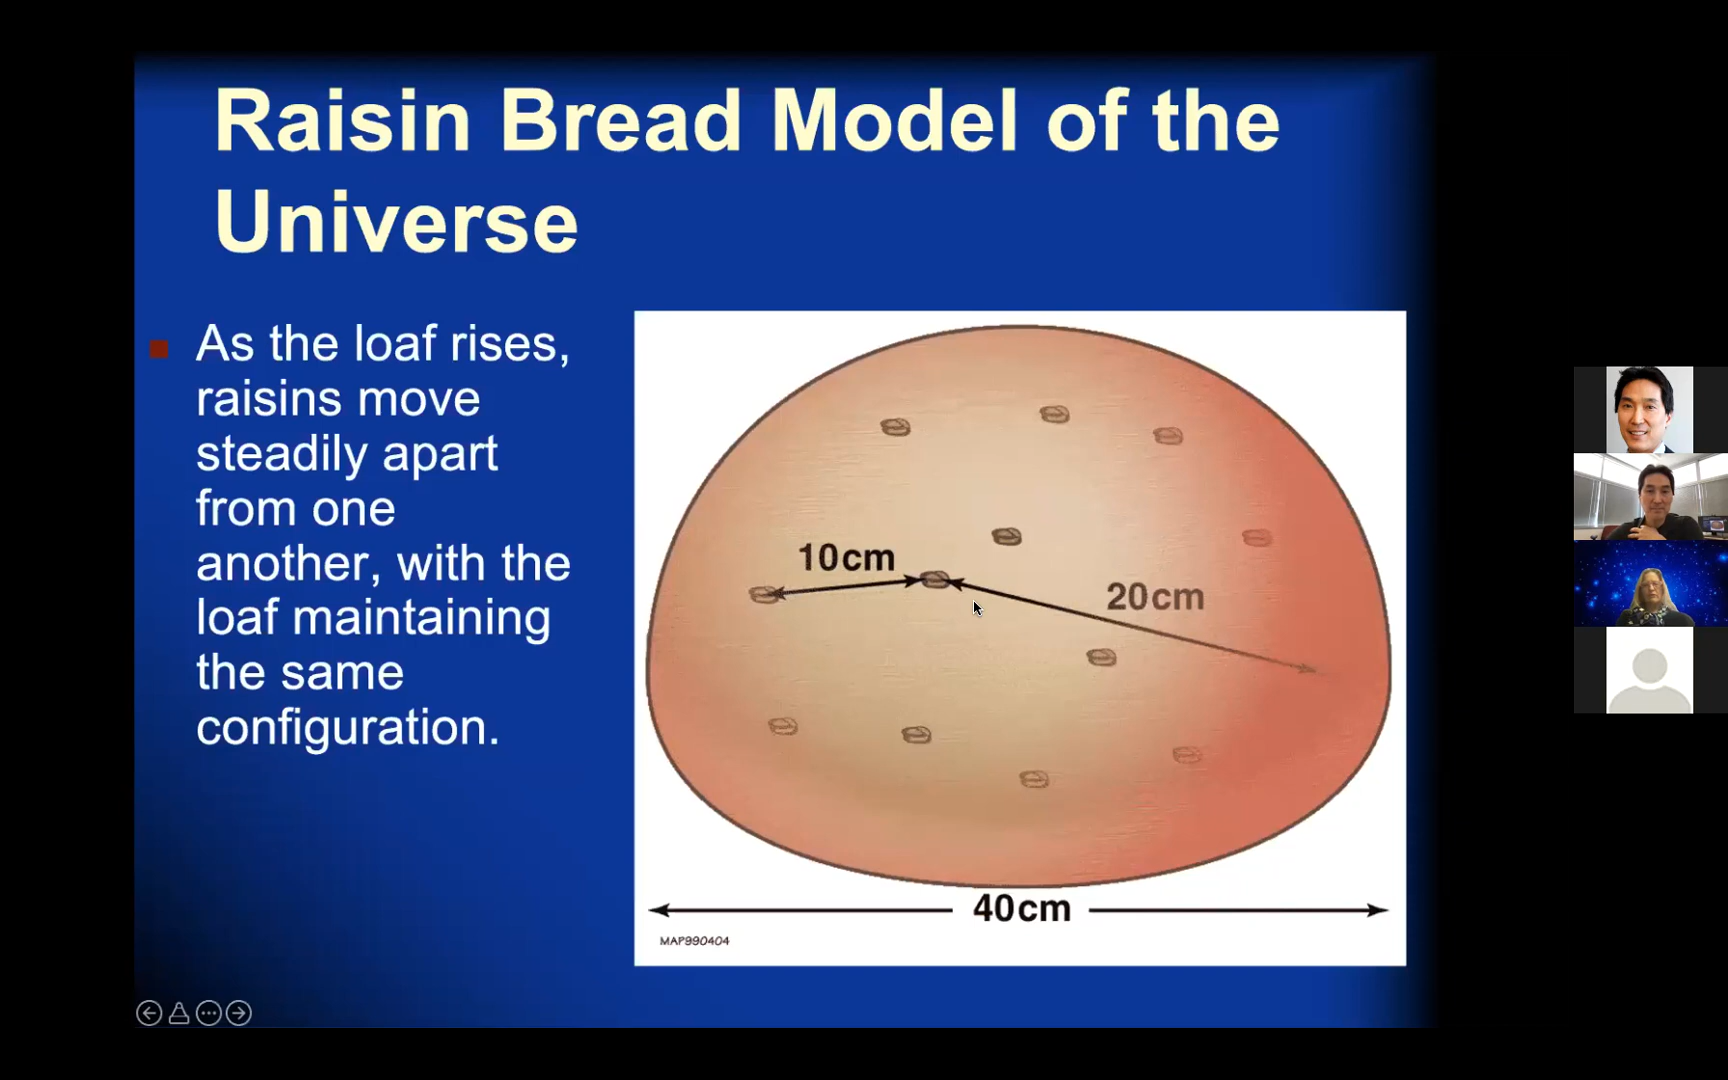 Raisin Bread Model of the
Universe
As the loaf rises,
raisins move
steadily apart
from one
another, with the
loaf maintaining
the same
configuration.
10cm
20cm
40cm
MAP990404